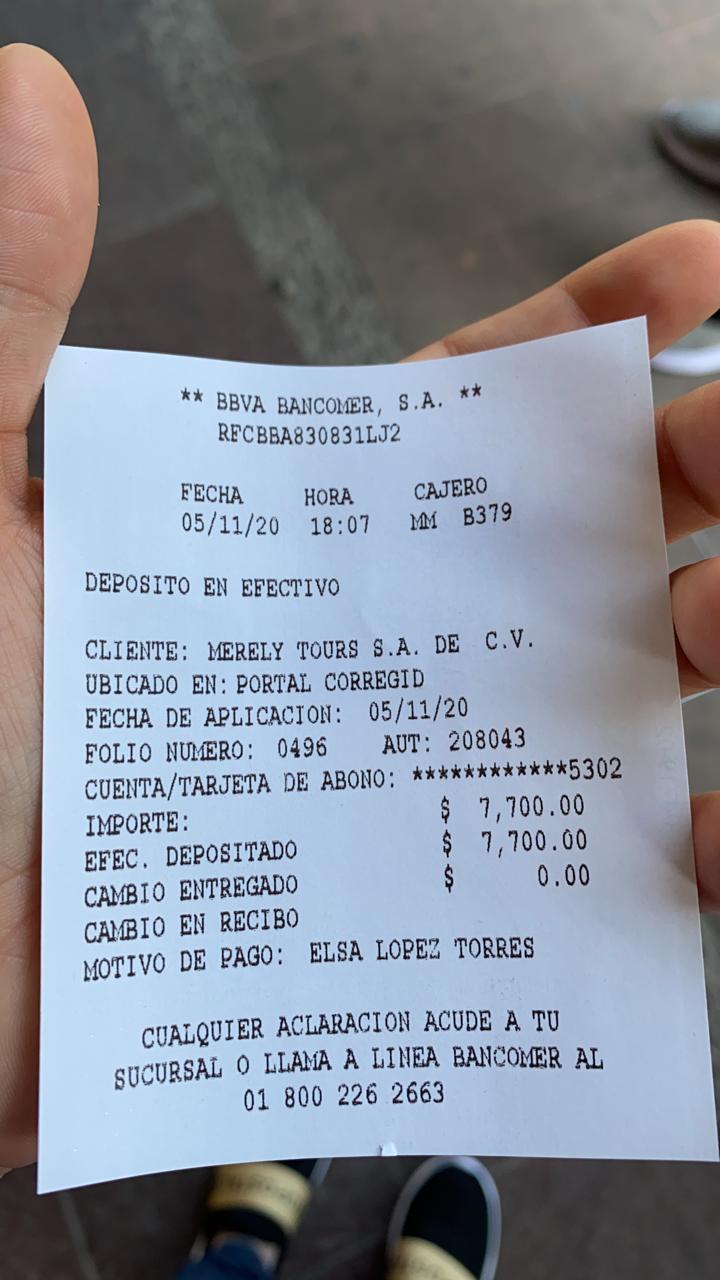 ** BBVA BANCOMER, S.A. **
RFCBBA830831LJ2
FECHA HORA CAJERO
05/11/20 18:07 MM B379
DEPOSITO EN EFECTIVO
CLIENTE: MERELY TOURS S.A. DE C.V.
UBICADO EN: PORTAL CORREGID
FECHA DE APLICACION: 05/11/20
FOLIO NUMERO: 0496 AUT: 208043
CUENTA/TARJETA DE ABONO: ************5302
IMPORTE: $ 7,700.00
EFEC. DEPOSITADO $ 7,700.00
CAMBIO ENTREGADO $ 0.00
CAMBIO EN RECIBO
MOTIVO DE PAGO: ELSA LOPEZ TORRES
CUALQUIER ACLARACION ACUDE A TU
SUCURSAL O LLAMA A LINEA BANCOMER AL
01 800 226 2663